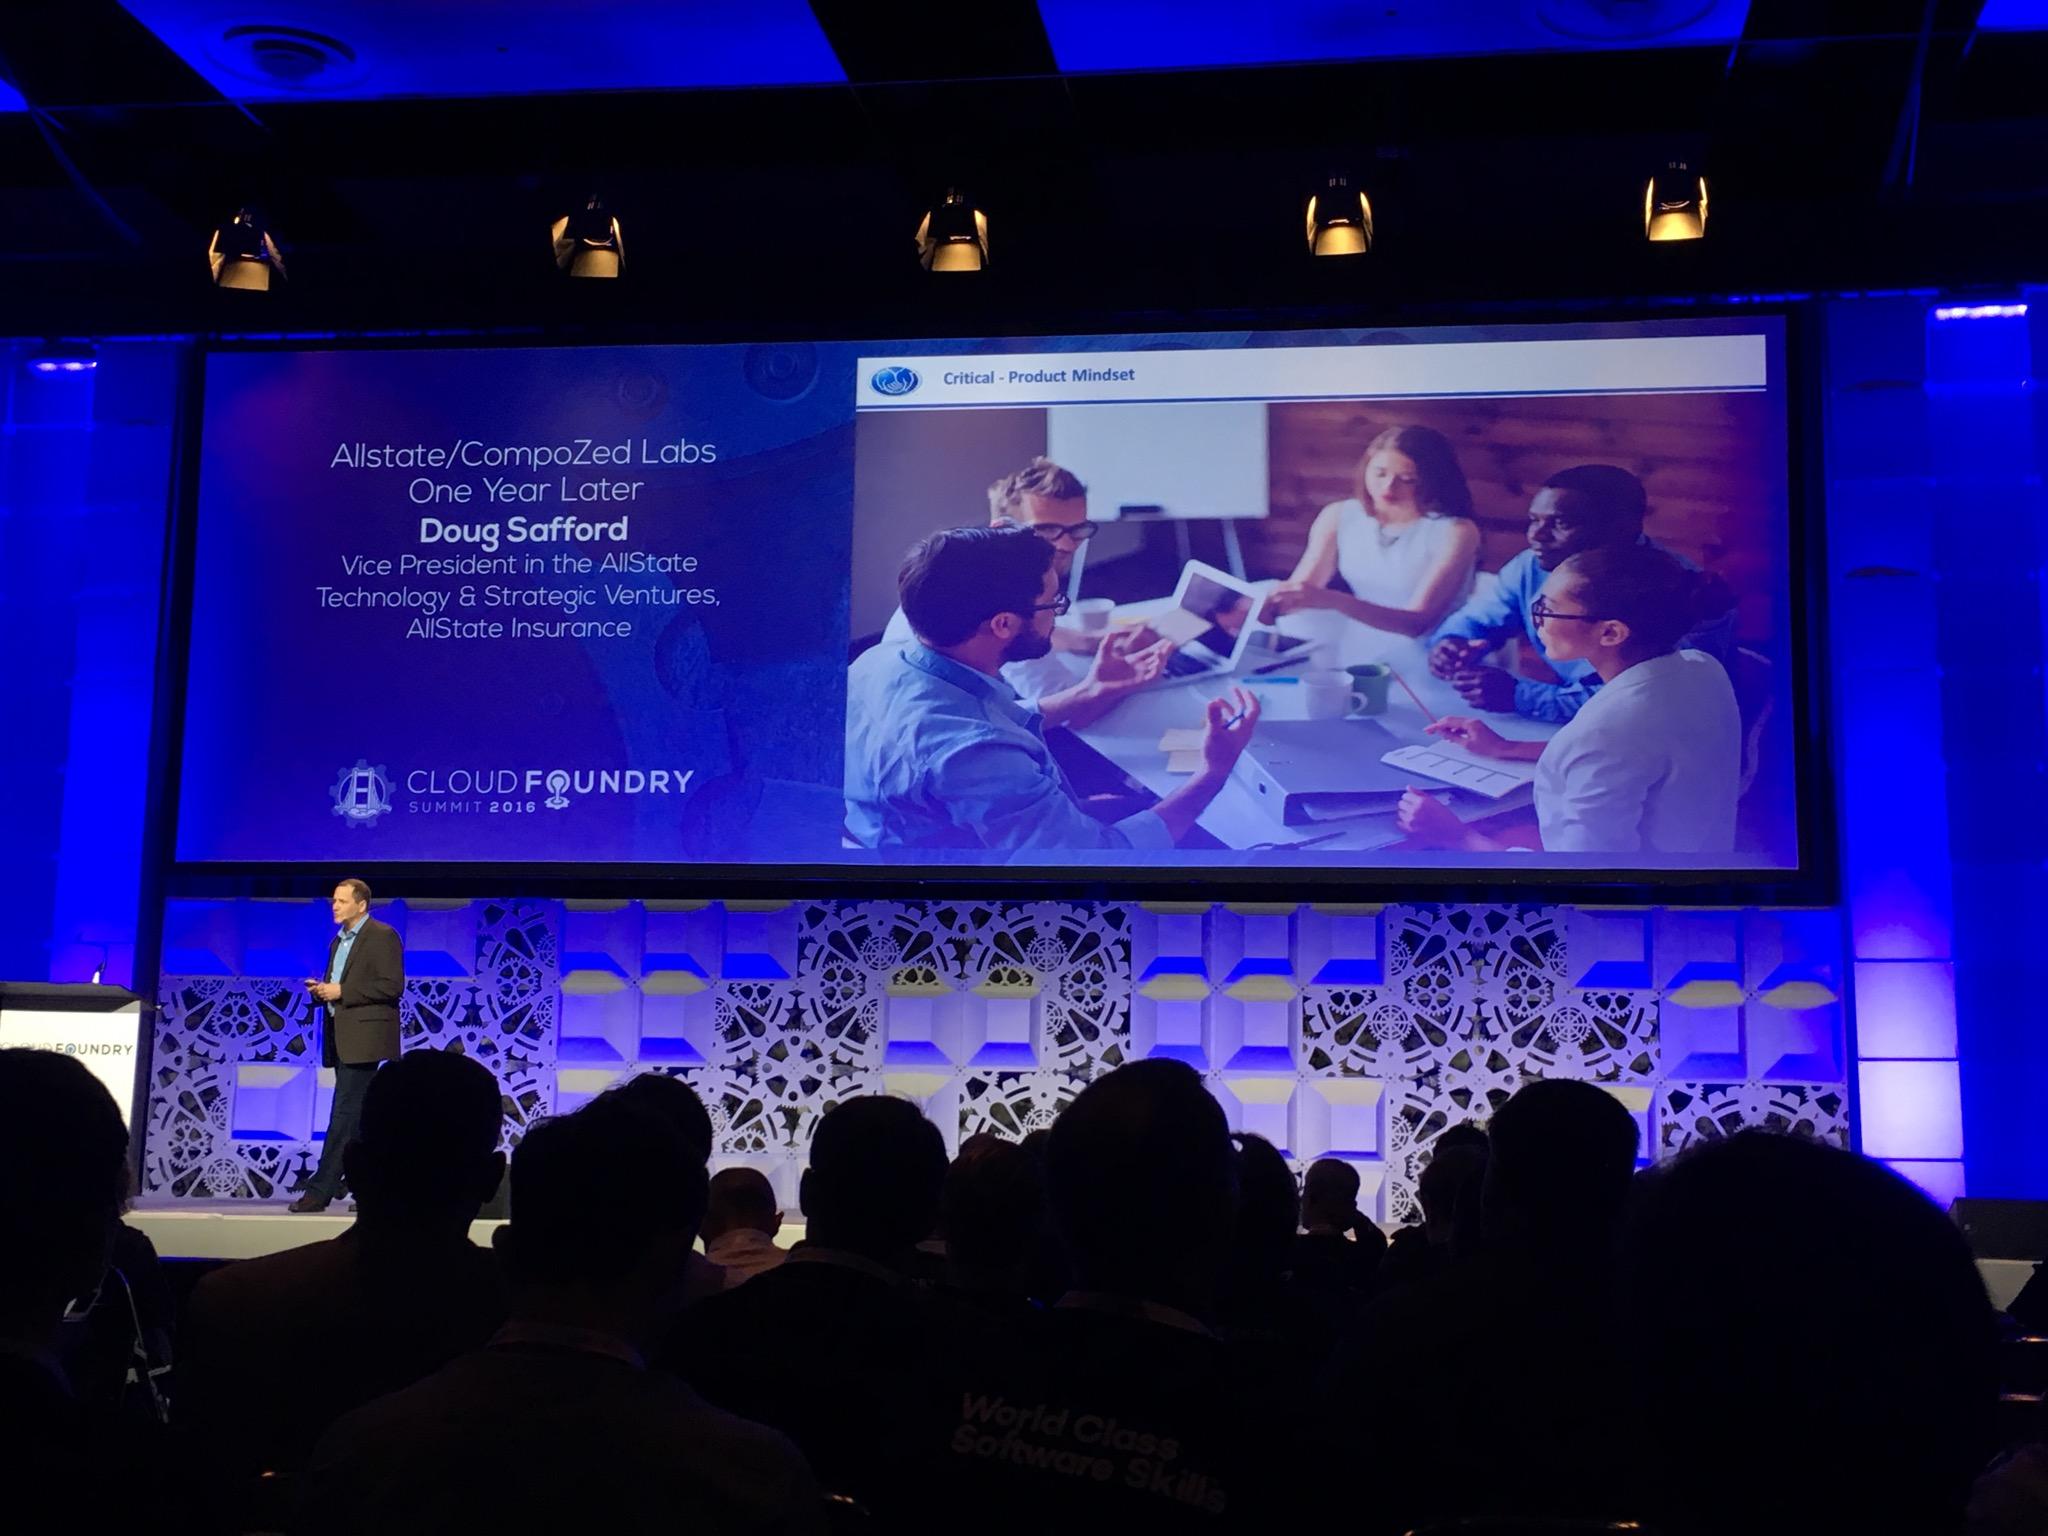 Critical - Product Mindset
Allstate/CompoZed Labs
One Year Later
Doug Safford
Vice President in the AllState
Technology & Strategic Ventures,
AllState Insurance
CLOUD FOUNDRY
SUMMIT 2016
CLOUD FOUNDRY
World Class
Software Skills